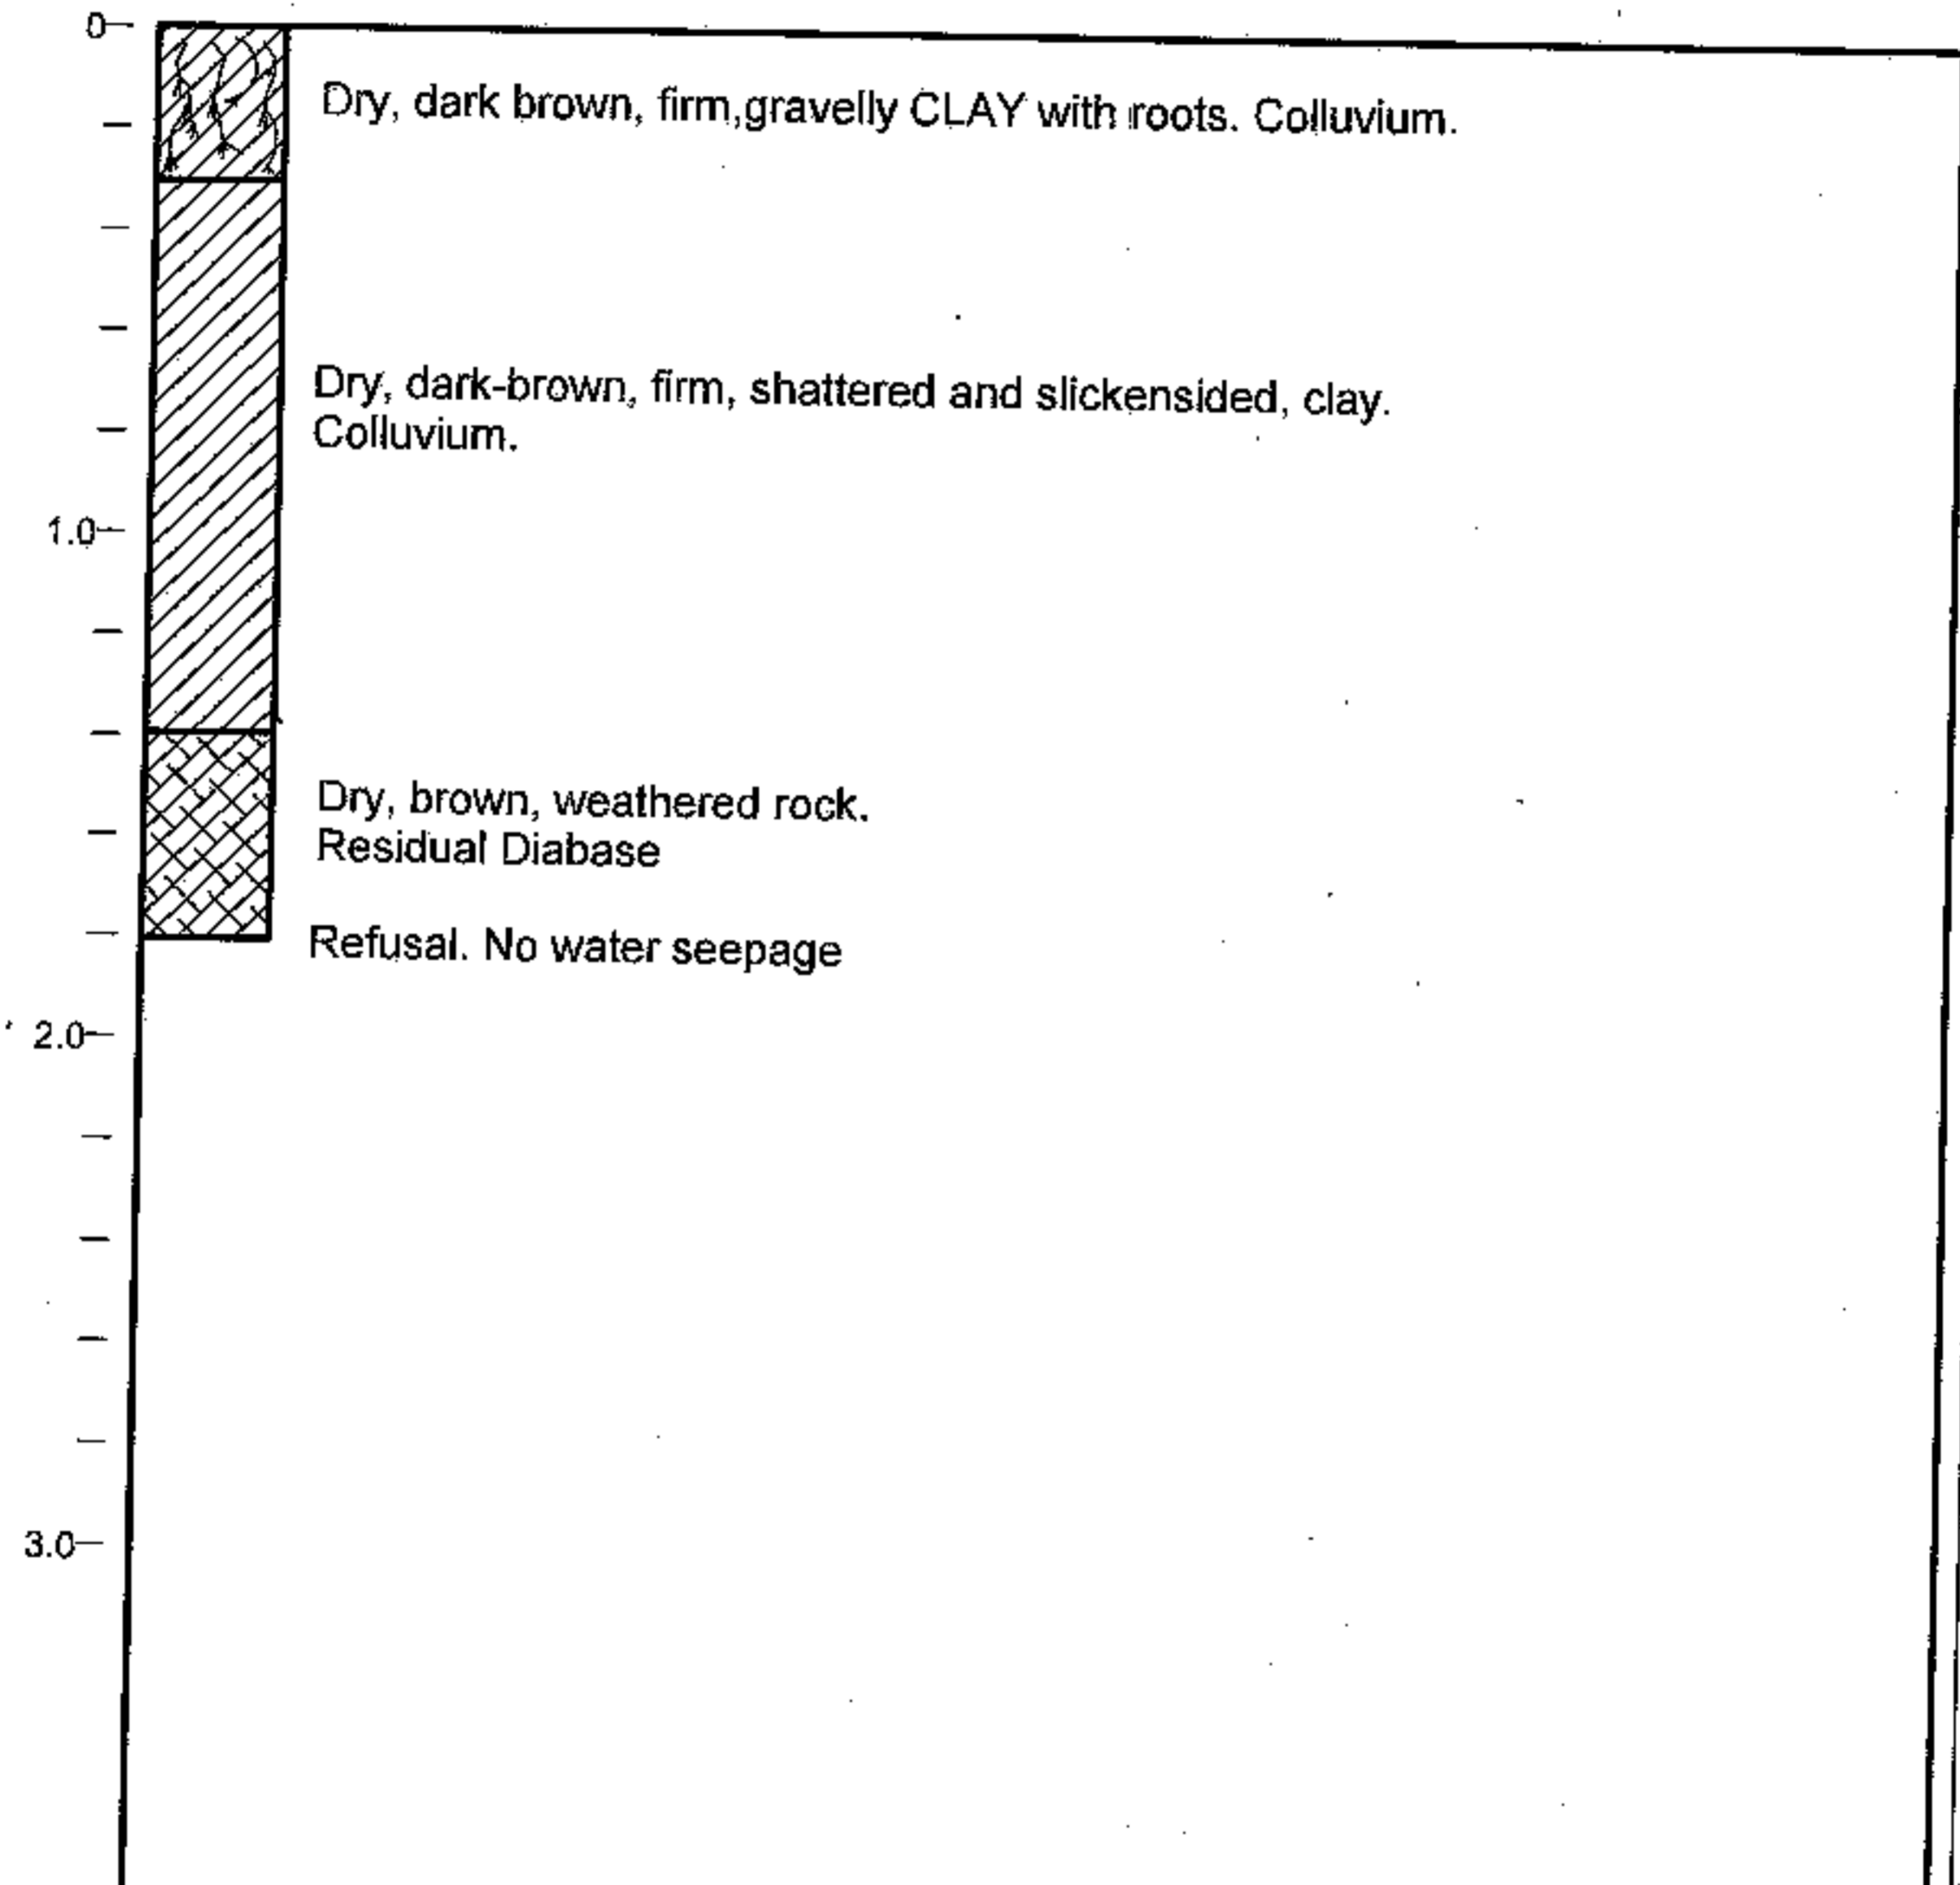 0
Dry, dark brown, firm,gravelly CLAY with roots. Colluvium.
Dry, dark-brown, firm, shattered and slickensided, clay.
Colluvium.
1.0
Dry, brown, weathered rock.
Residual Diabase
Refusal. No water seepage
2.0
3.0